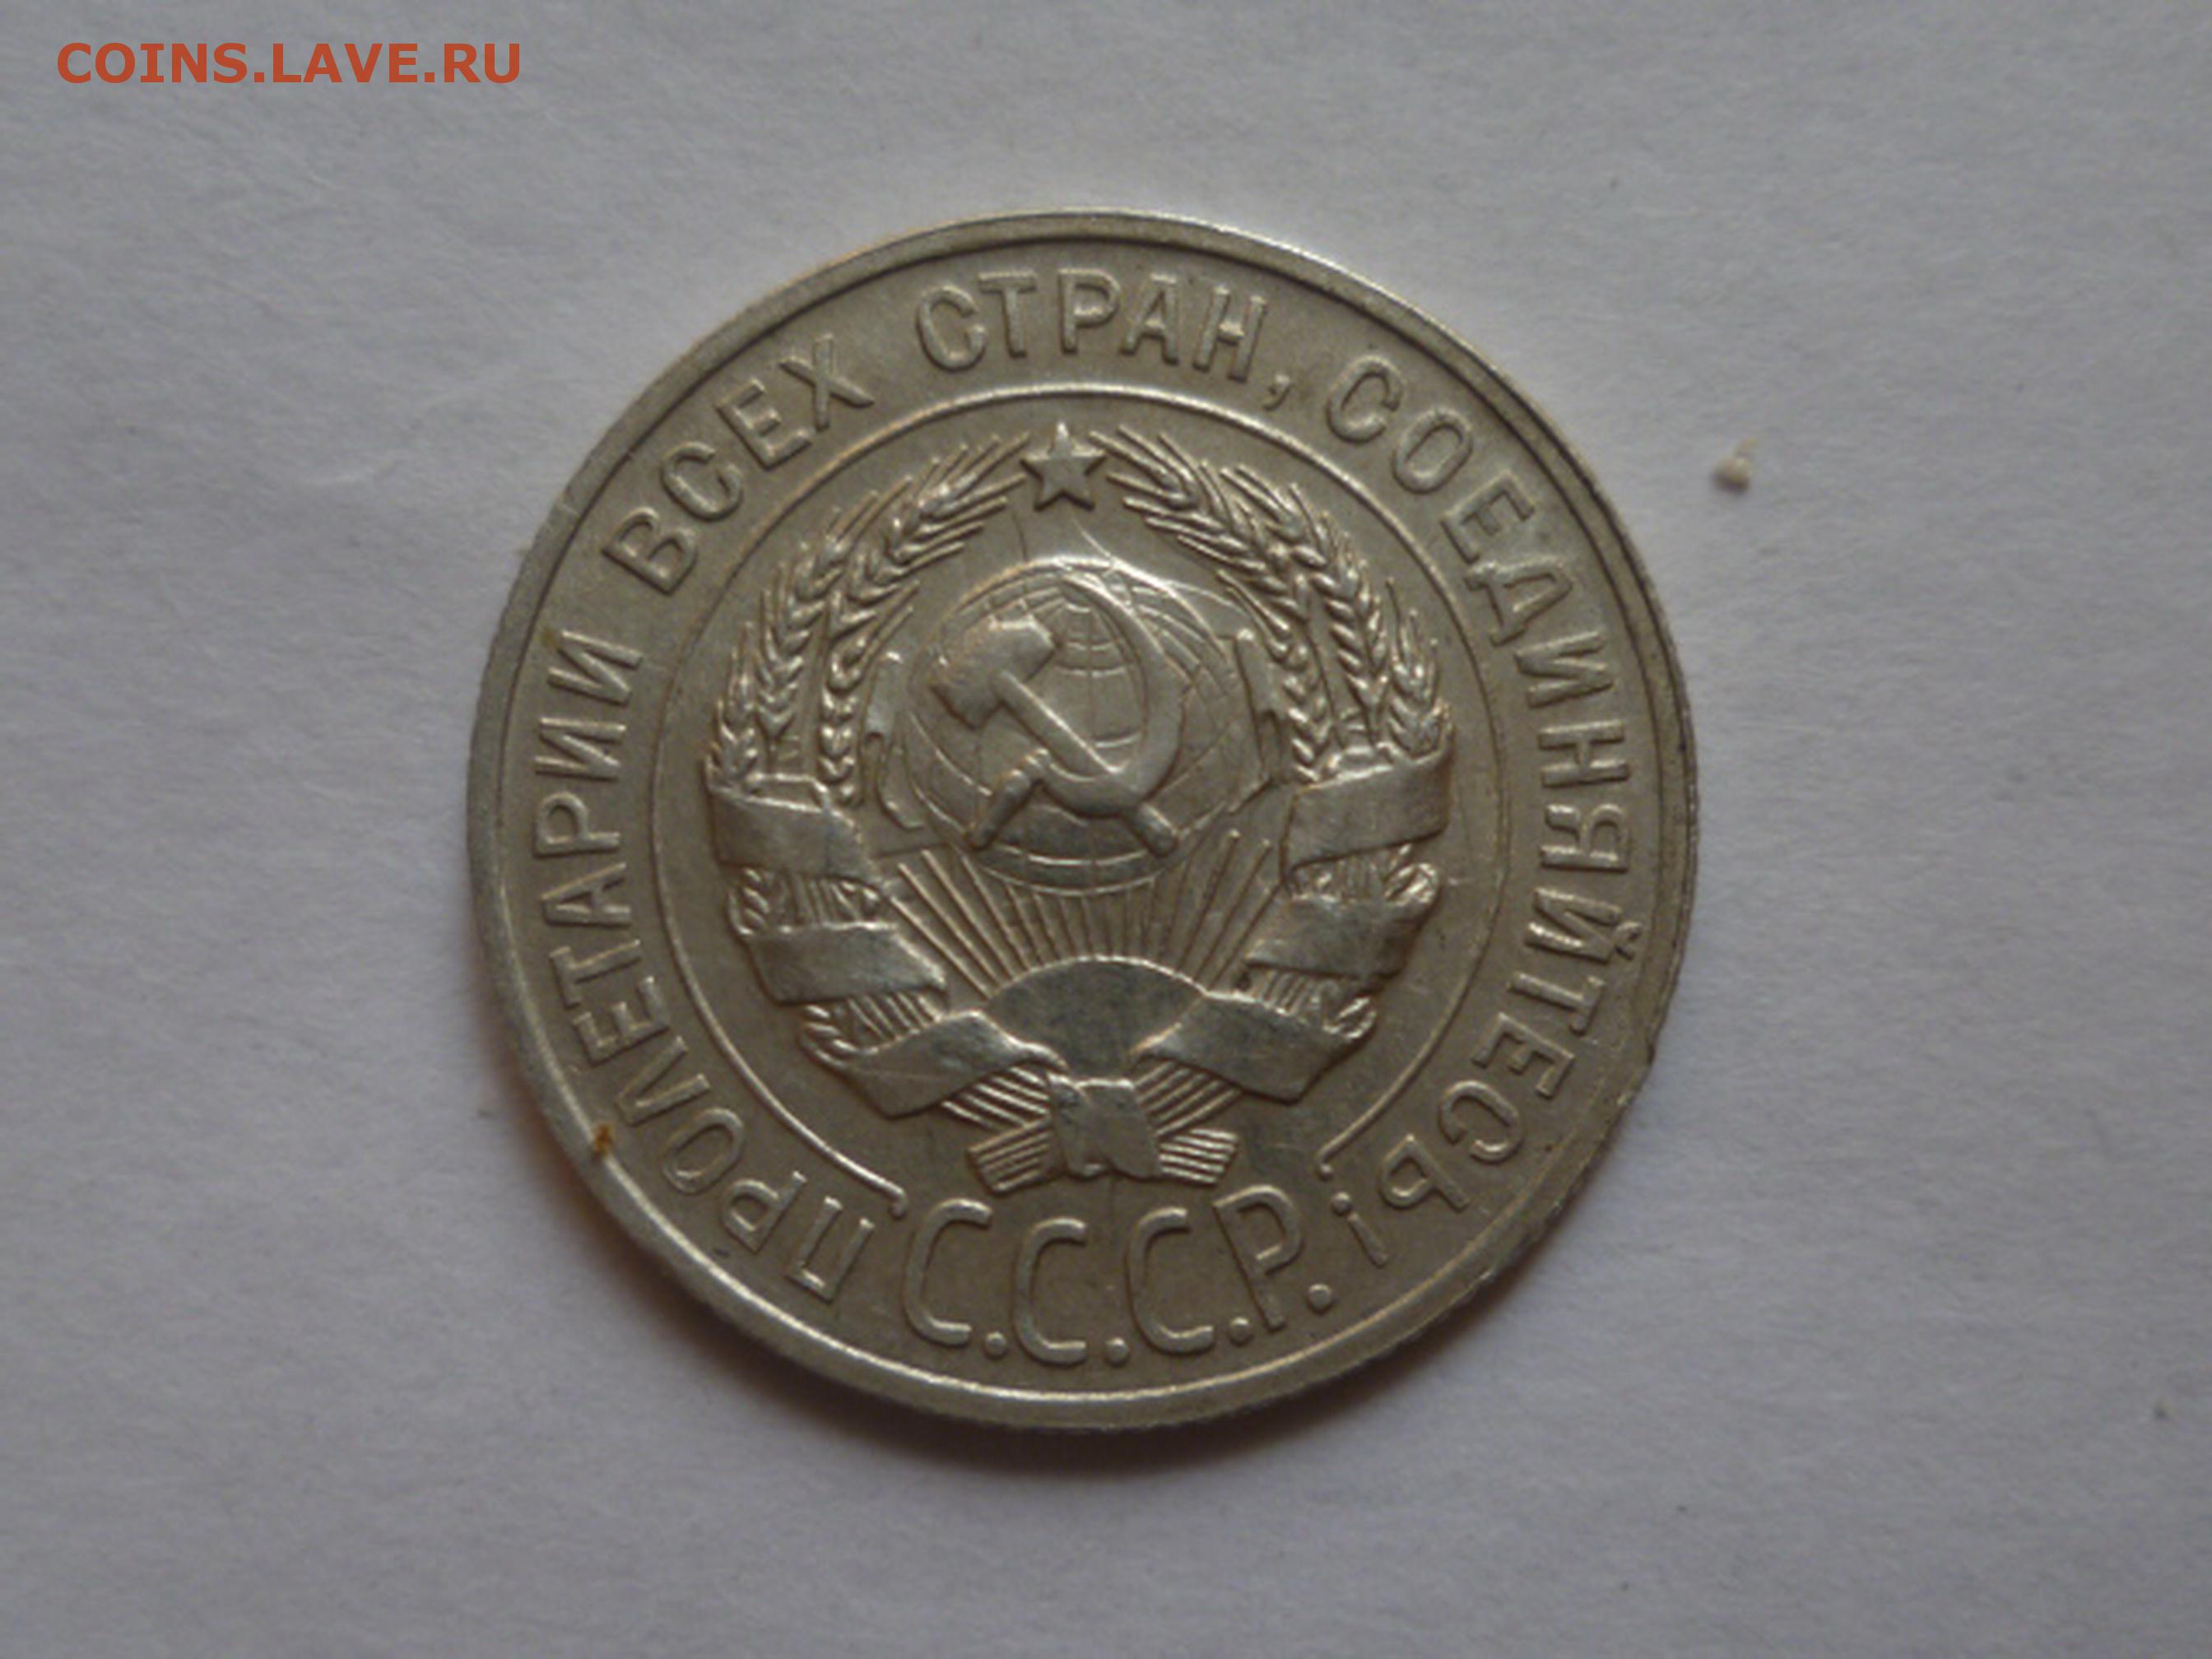 COINS.LAVE.RU
ПРОЛЕТАРИИ ВСЕХ СТРАН, СОЕДИНЯЙТЕСЬ!
С.С.С.Р.